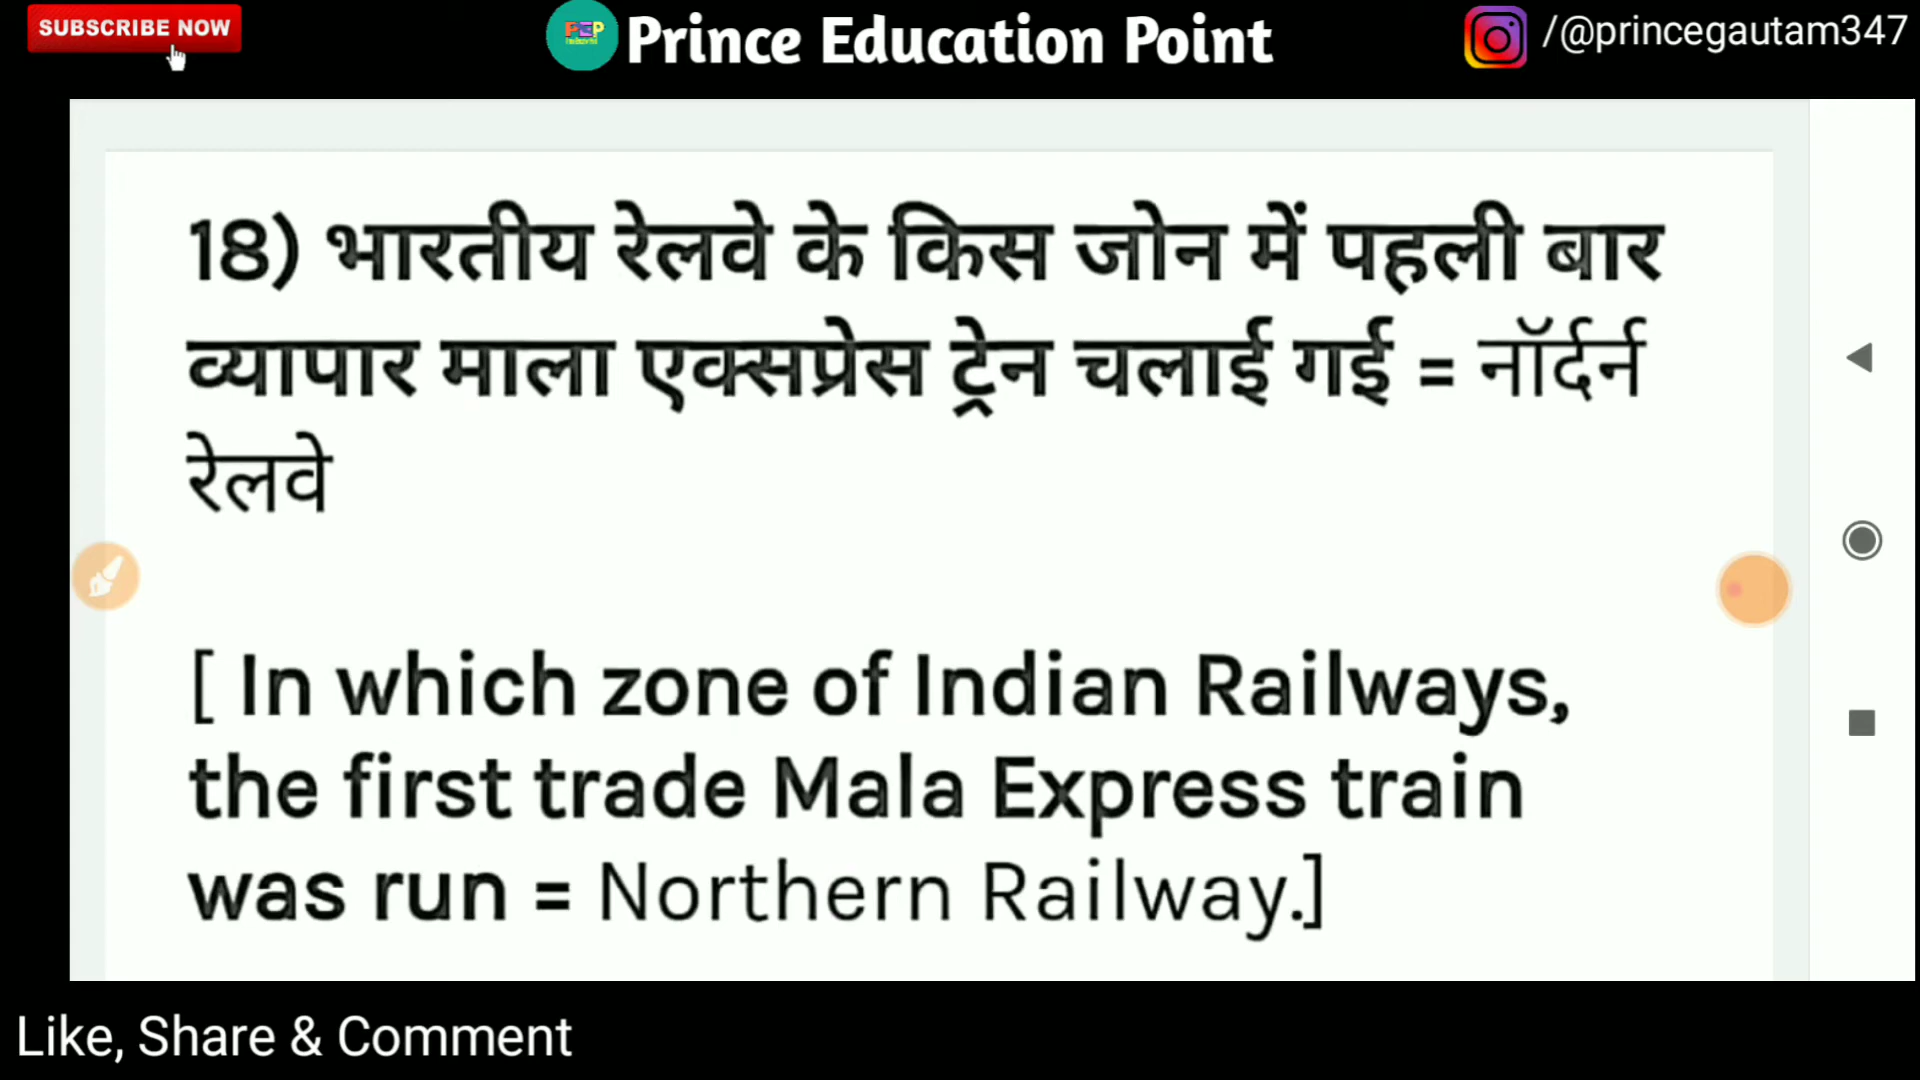 SUBSCRIBE NOW
PEP
Prince Education Point
/@princegautam347
18) भारतीय रेलवे के किस जोन में पहली बार
व्यापार माला एक्सप्रेस ट्रेन चलाई गई = नॉर्दर्न
रेलवे
[ In which zone of Indian Railways,
the first trade Mala Express train
was run = Northern Railway.]
Like, Share & Comment